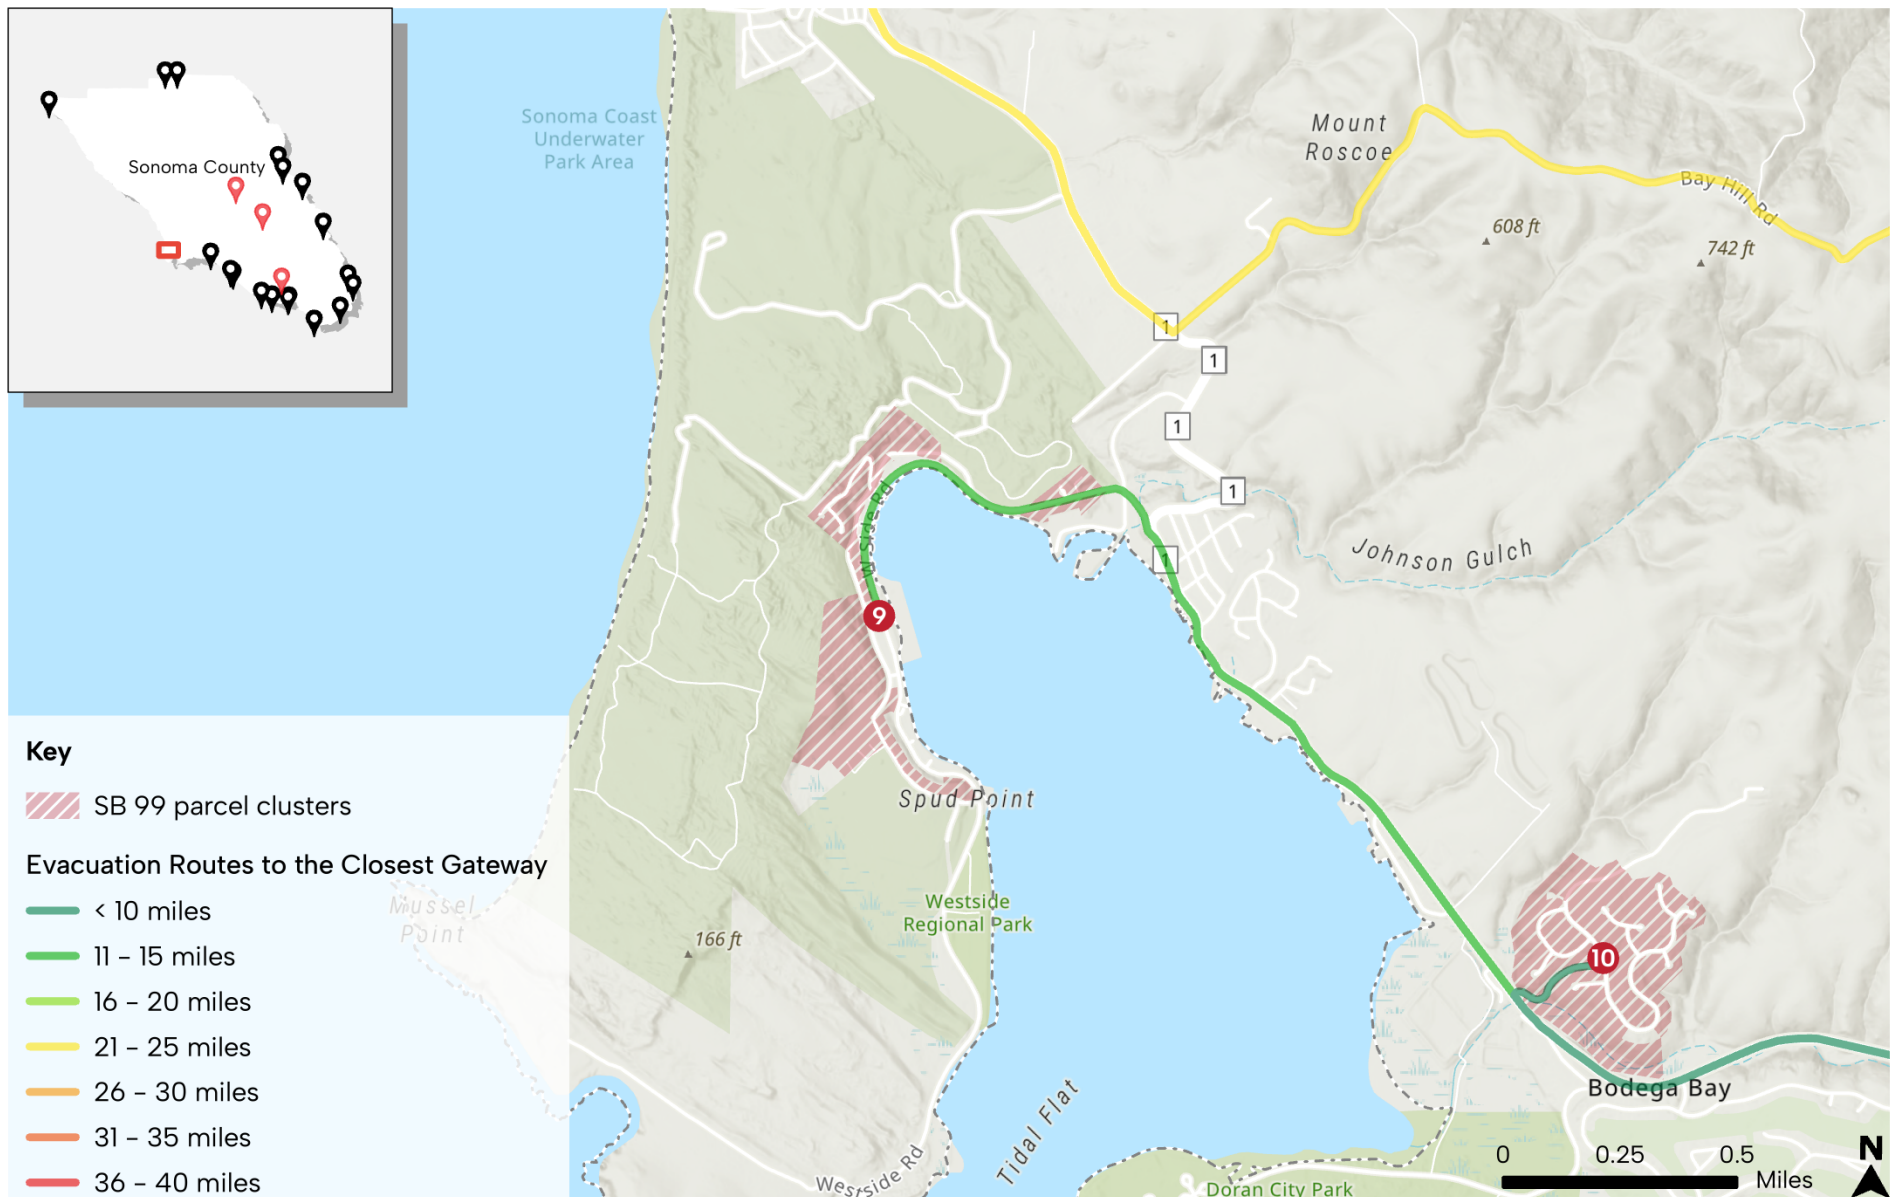 Sonoma County
Sonoma Coast
Underwater
Park Area
Mount
Roscoe
Bay Hill Rd
608 ft
742 ft
1
1
1
1
1
Johnson Gulch
W Side Rd
9
Spud Point
Westside
Regional Park
Mussel
Point
166 ft
10
Bodega Bay
Tidal Flat
Westside Rd
Doran City Park
Key
SB 99 parcel clusters
Evacuation Routes to the Closest Gateway
< 10 miles
11 - 15 miles
16 - 20 miles
21 - 25 miles
26 - 30 miles
31 - 35 miles
36 - 40 miles
0 0.25 0.5
Miles
N